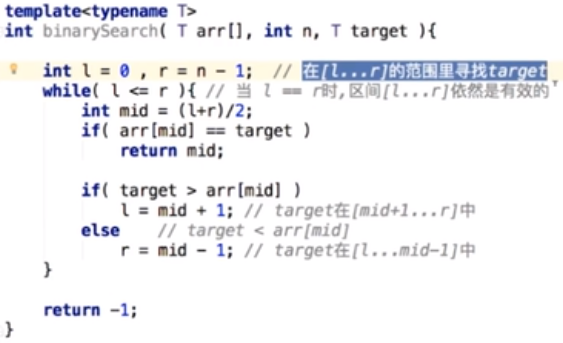 template<typename T>
int binarySearch( T arr[], int n, T target ){
int l = 0 , r = n - 1; // 在[l...r]的范围里寻找target
while( l <= r ){ // 当 l == r时,区间[l...r]依然是有效的
int mid = (l+r)/2;
if( arr[mid] == target )
return mid;
if( target > arr[mid] )
l = mid + 1; // target在[mid+1...r]中
else // target < arr[mid]
r = mid - 1; // target在[l...mid-1]中
}
return -1;
}